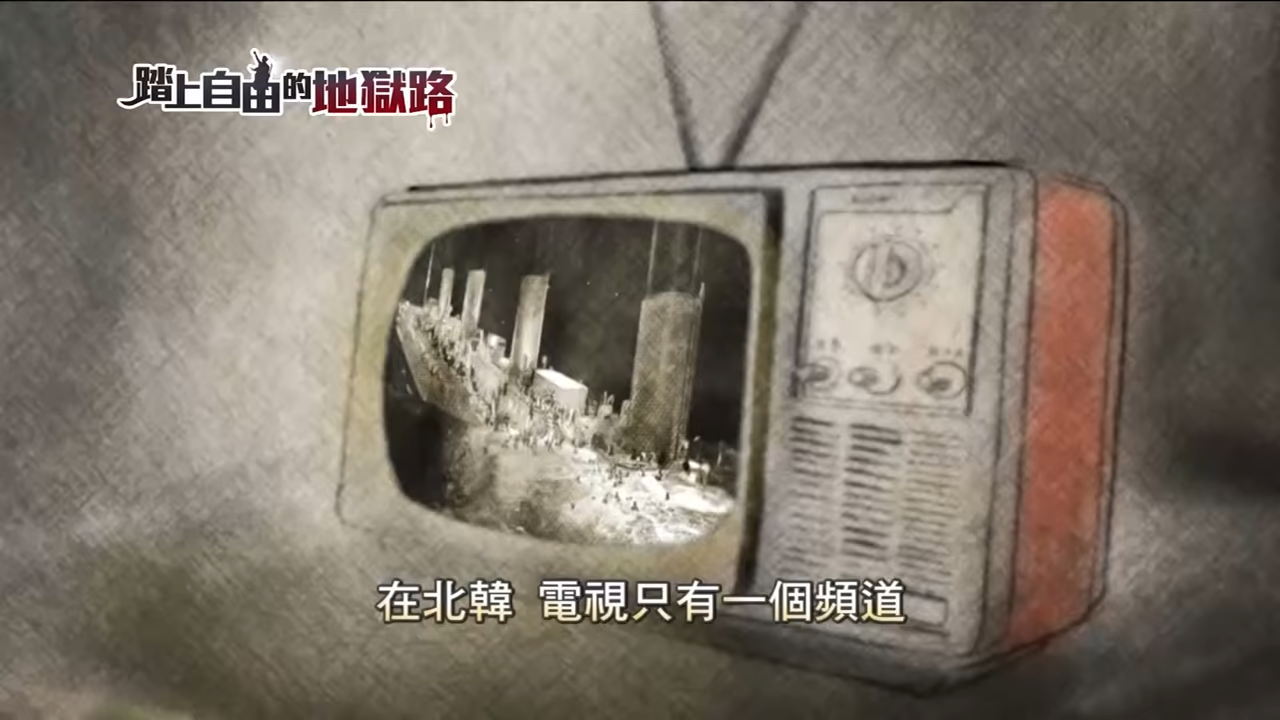 踏上自由的地獄路
在北韓 電視只有一個頻道